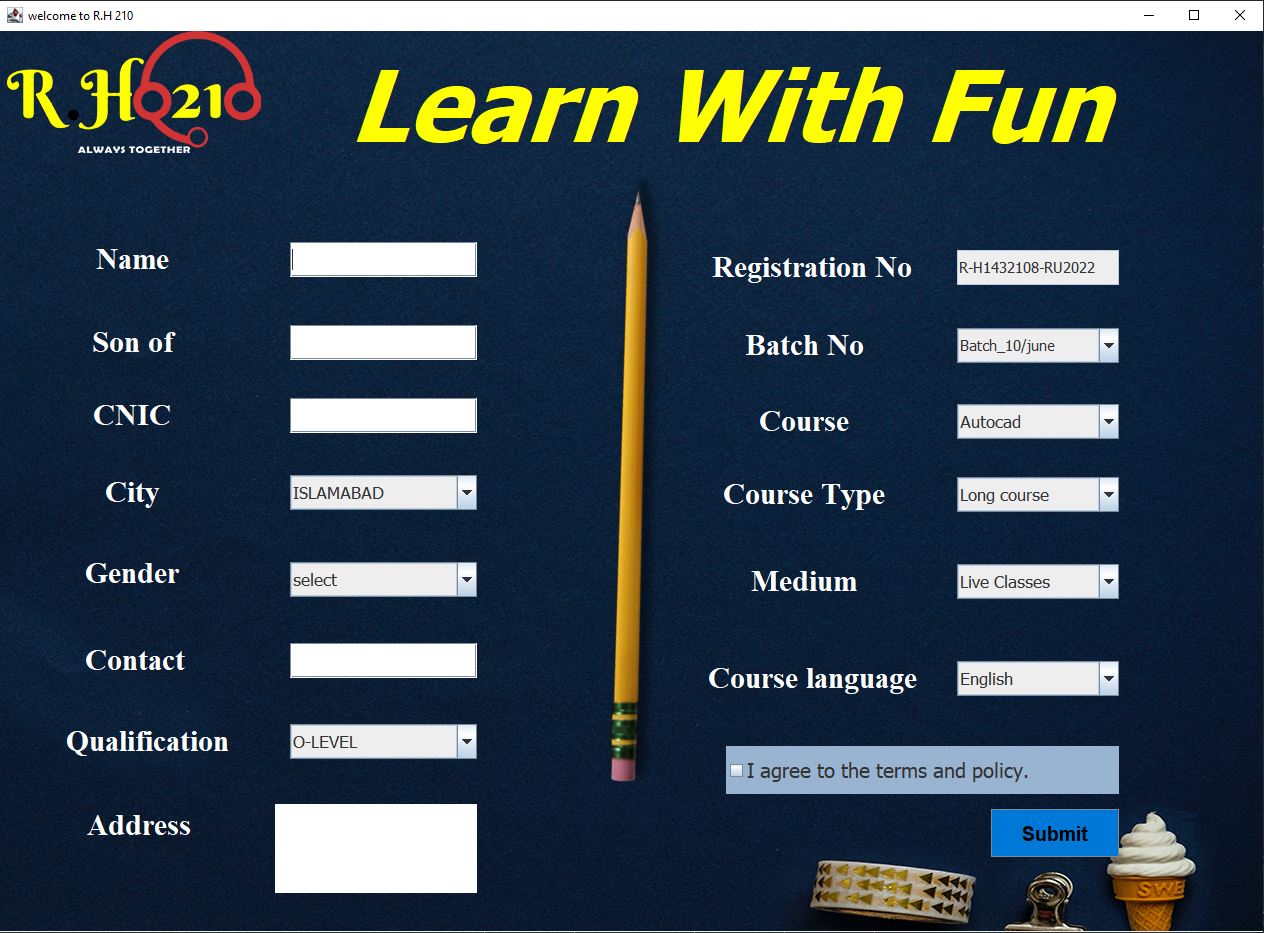 welcome to R.H 210
R.H 210
ALWAYS TOGETHER
Learn With Fun
Name
Son of
CNIC
City
ISLAMABAD
Gender
select
Contact
Qualification
O-LEVEL
Address
Registration No
R-H1432108-RU2022
Batch No
Batch_10/june
Course
Autocad
Course Type
Long course
Medium
Live Classes
Course language
English
I agree to the terms and policy.
Submit